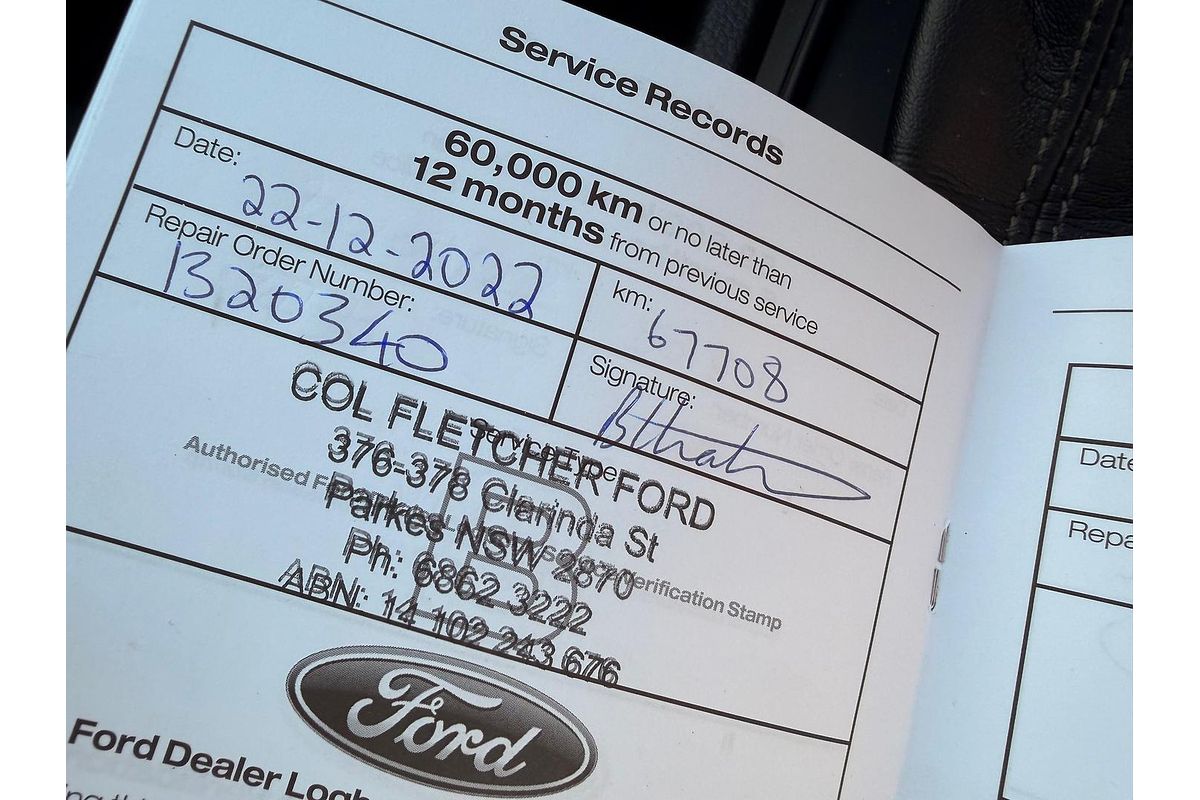 Service Records
60,000 km or no later than
12 months from previous service
Date: 22-12-2022
km: 67708
Repair Order Number: 1320340
Signature:
Service Type
B
COL FLETCHER FORD
376-378 Clarinda St
Authorised F Verification Stamp
Parkes NSW 2870
Ph: 6862 3222
ABN: 14 102 243 676
Ford
Ford Dealer Logb
Date
Repa